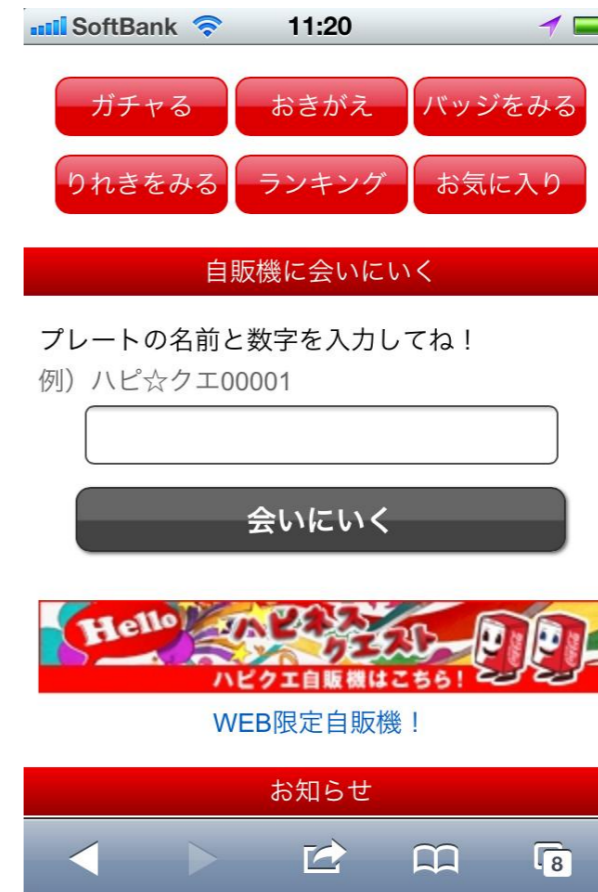 SoftBank 11:20
ガチャる おきがえ バッジをみる
りれきをみる ランキング お気に入り
自販機に会いにいく
プレートの名前と数字を入力してね！
例）ハピ☆クエ00001
会いにいく
Hello ハピネスクエスト
ハピクエ自販機はこちら！
WEB限定自販機！
お知らせ
8